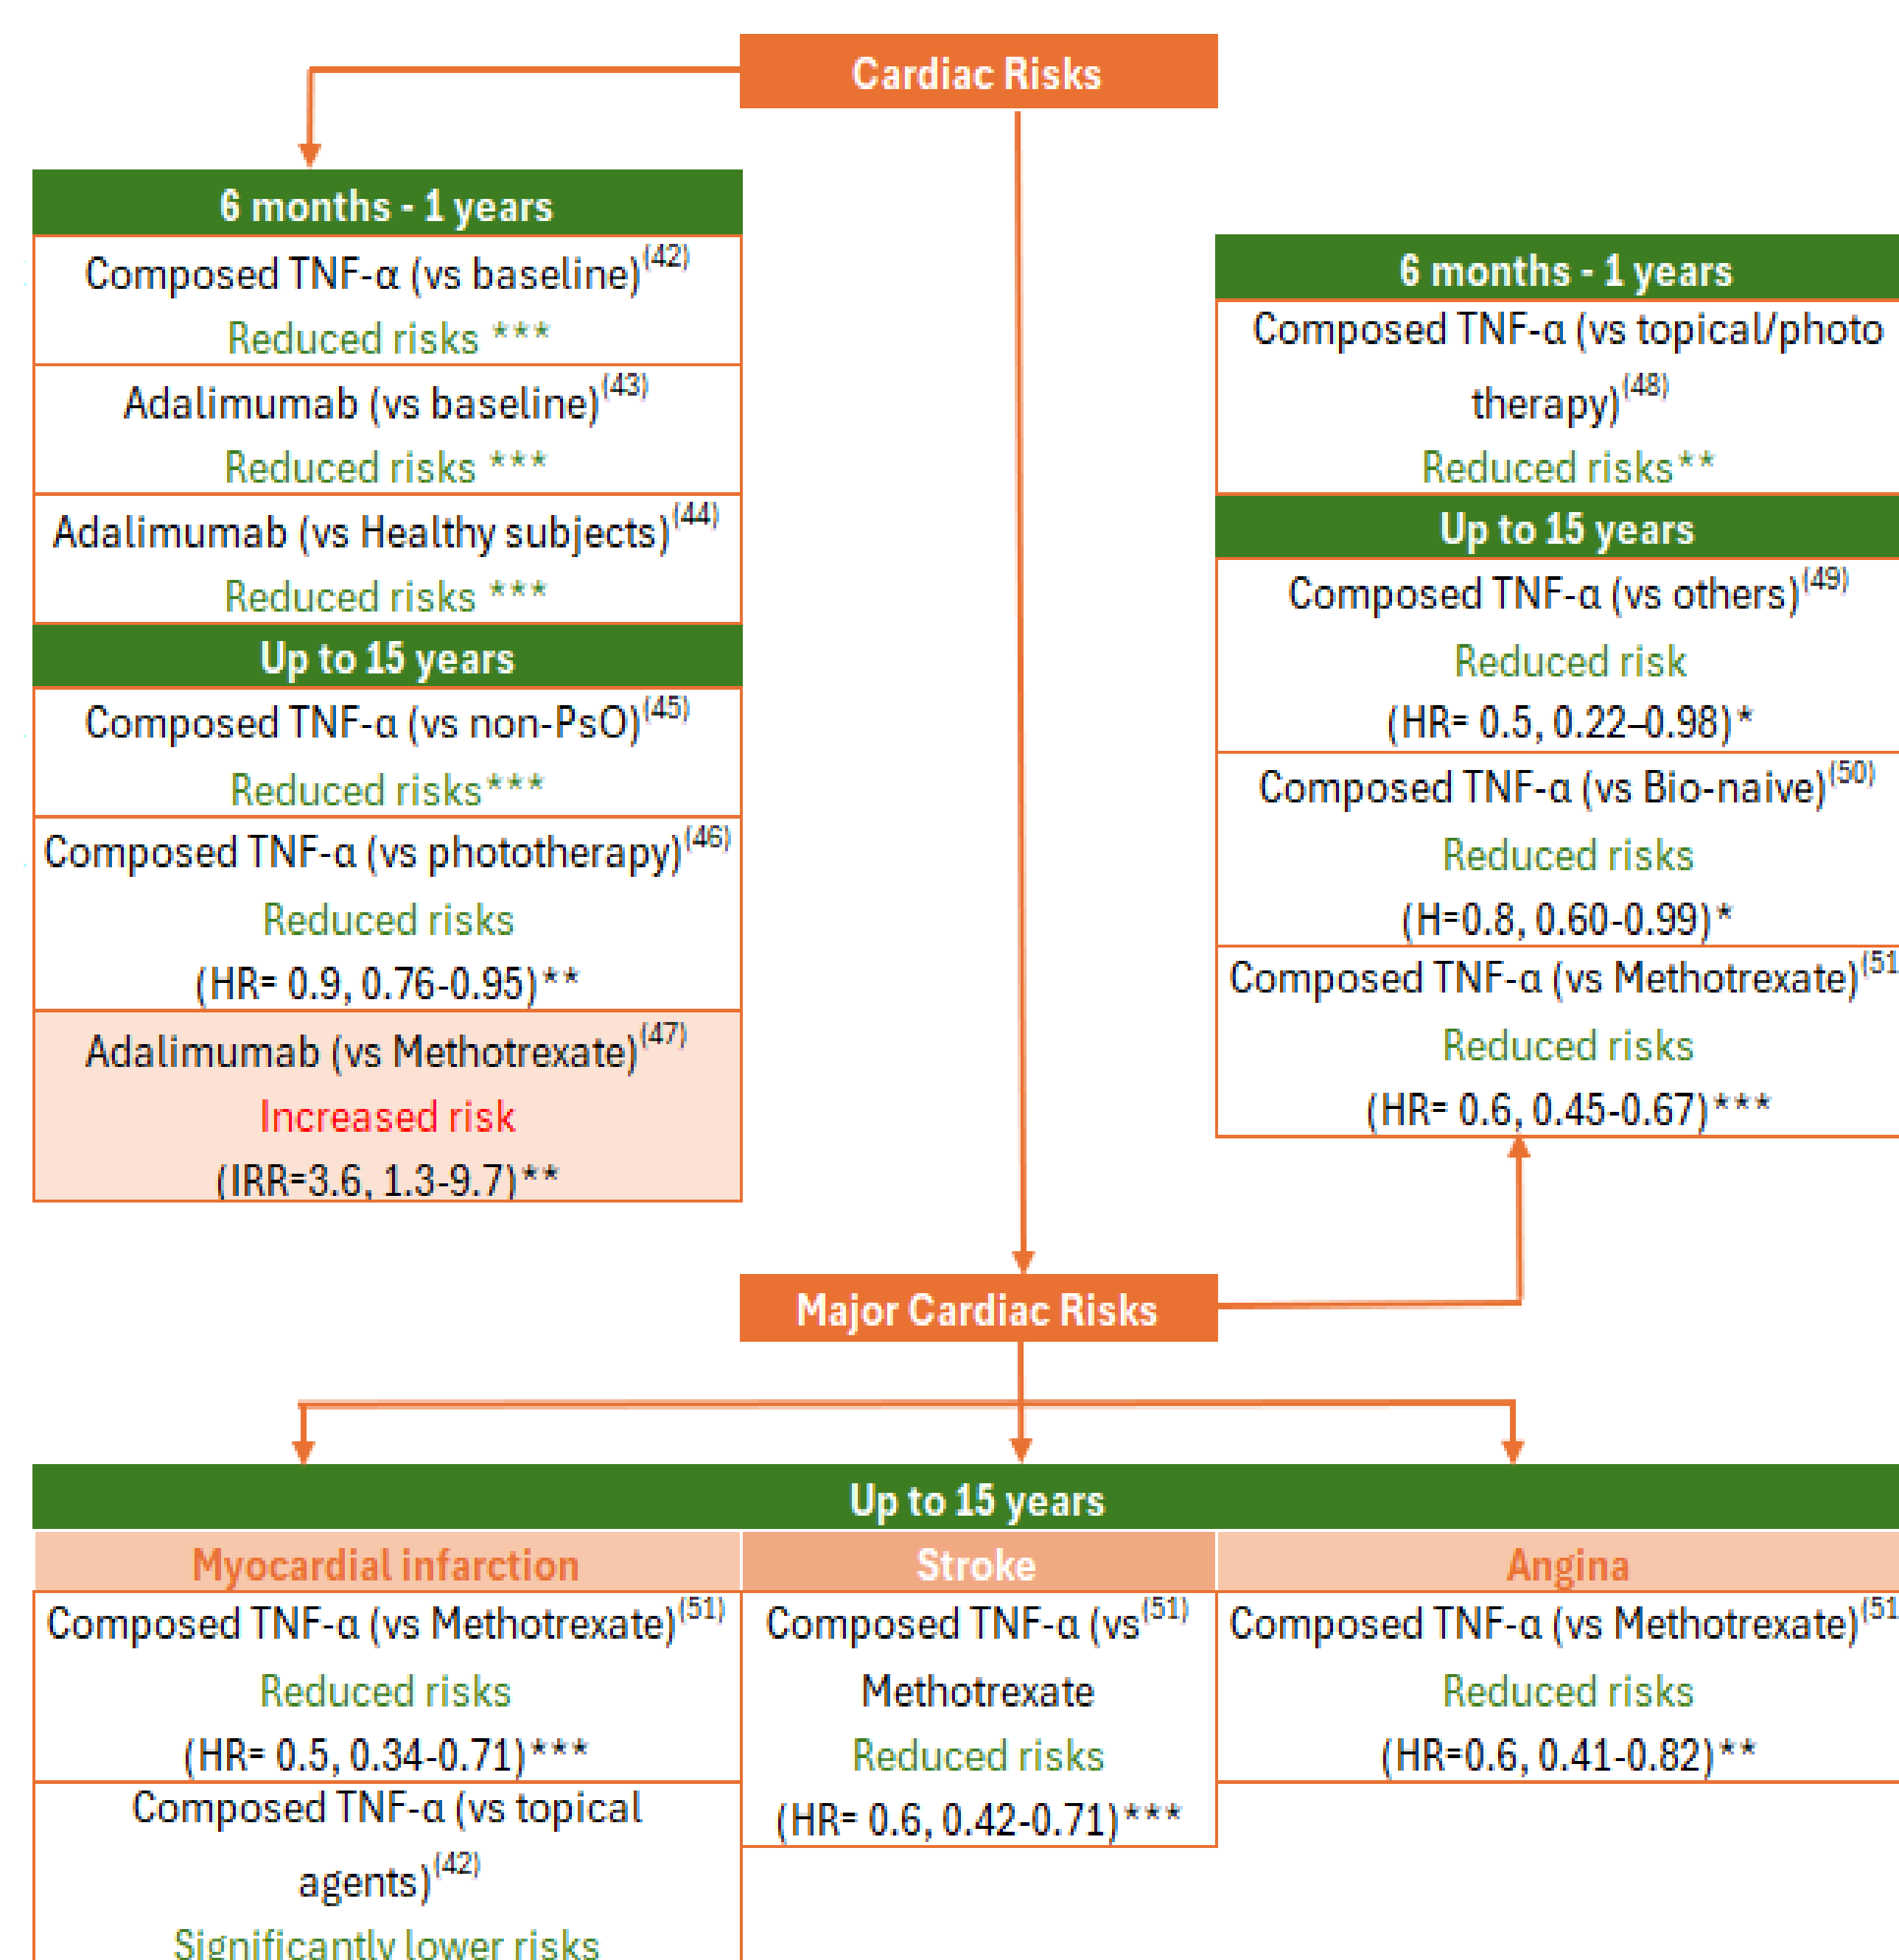 Cardiac Risks
6 months - 1 years
Composed TNF-α (vs baseline)(42)
Reduced risks ***
Adalimumab (vs baseline)(43)
Reduced risks ***
Adalimumab (vs Healthy subjects)(44)
Reduced risks ***
Up to 15 years
Composed TNF-α (vs non-PsO)(45)
Reduced risks***
Composed TNF-α (vs phototherapy)(46)
Reduced risks
(HR= 0.9, 0.76-0.95)**
Adalimumab (vs Methotrexate)(47)
Increased risk
(IRR=3.6, 1.3-9.7)**
6 months - 1 years
Composed TNF-α (vs topical/photo
therapy)(48)
Reduced risks**
Up to 15 years
Composed TNF-α (vs others)(49)
Reduced risk
(HR= 0.5, 0.22–0.98)*
Composed TNF-α (vs Bio-naive)(50)
Reduced risks
(H=0.8, 0.60-0.99)*
Composed TNF-α (vs Methotrexate)(51
Reduced risks
(HR= 0.6, 0.45-0.67)***
Major Cardiac Risks
Up to 15 years
Myocardial infarction
Composed TNF-α (vs Methotrexate)(51)
Reduced risks
(HR= 0.5, 0.34-0.71)***
Composed TNF-α (vs topical
agents)(42)
Significantly lower risks
Stroke
Composed TNF-α (vs(51)
Methotrexate
Reduced risks
(HR= 0.6, 0.42-0.71)***
Angina
Composed TNF-α (vs Methotrexate)(51
Reduced risks
(HR=0.6, 0.41-0.82)**